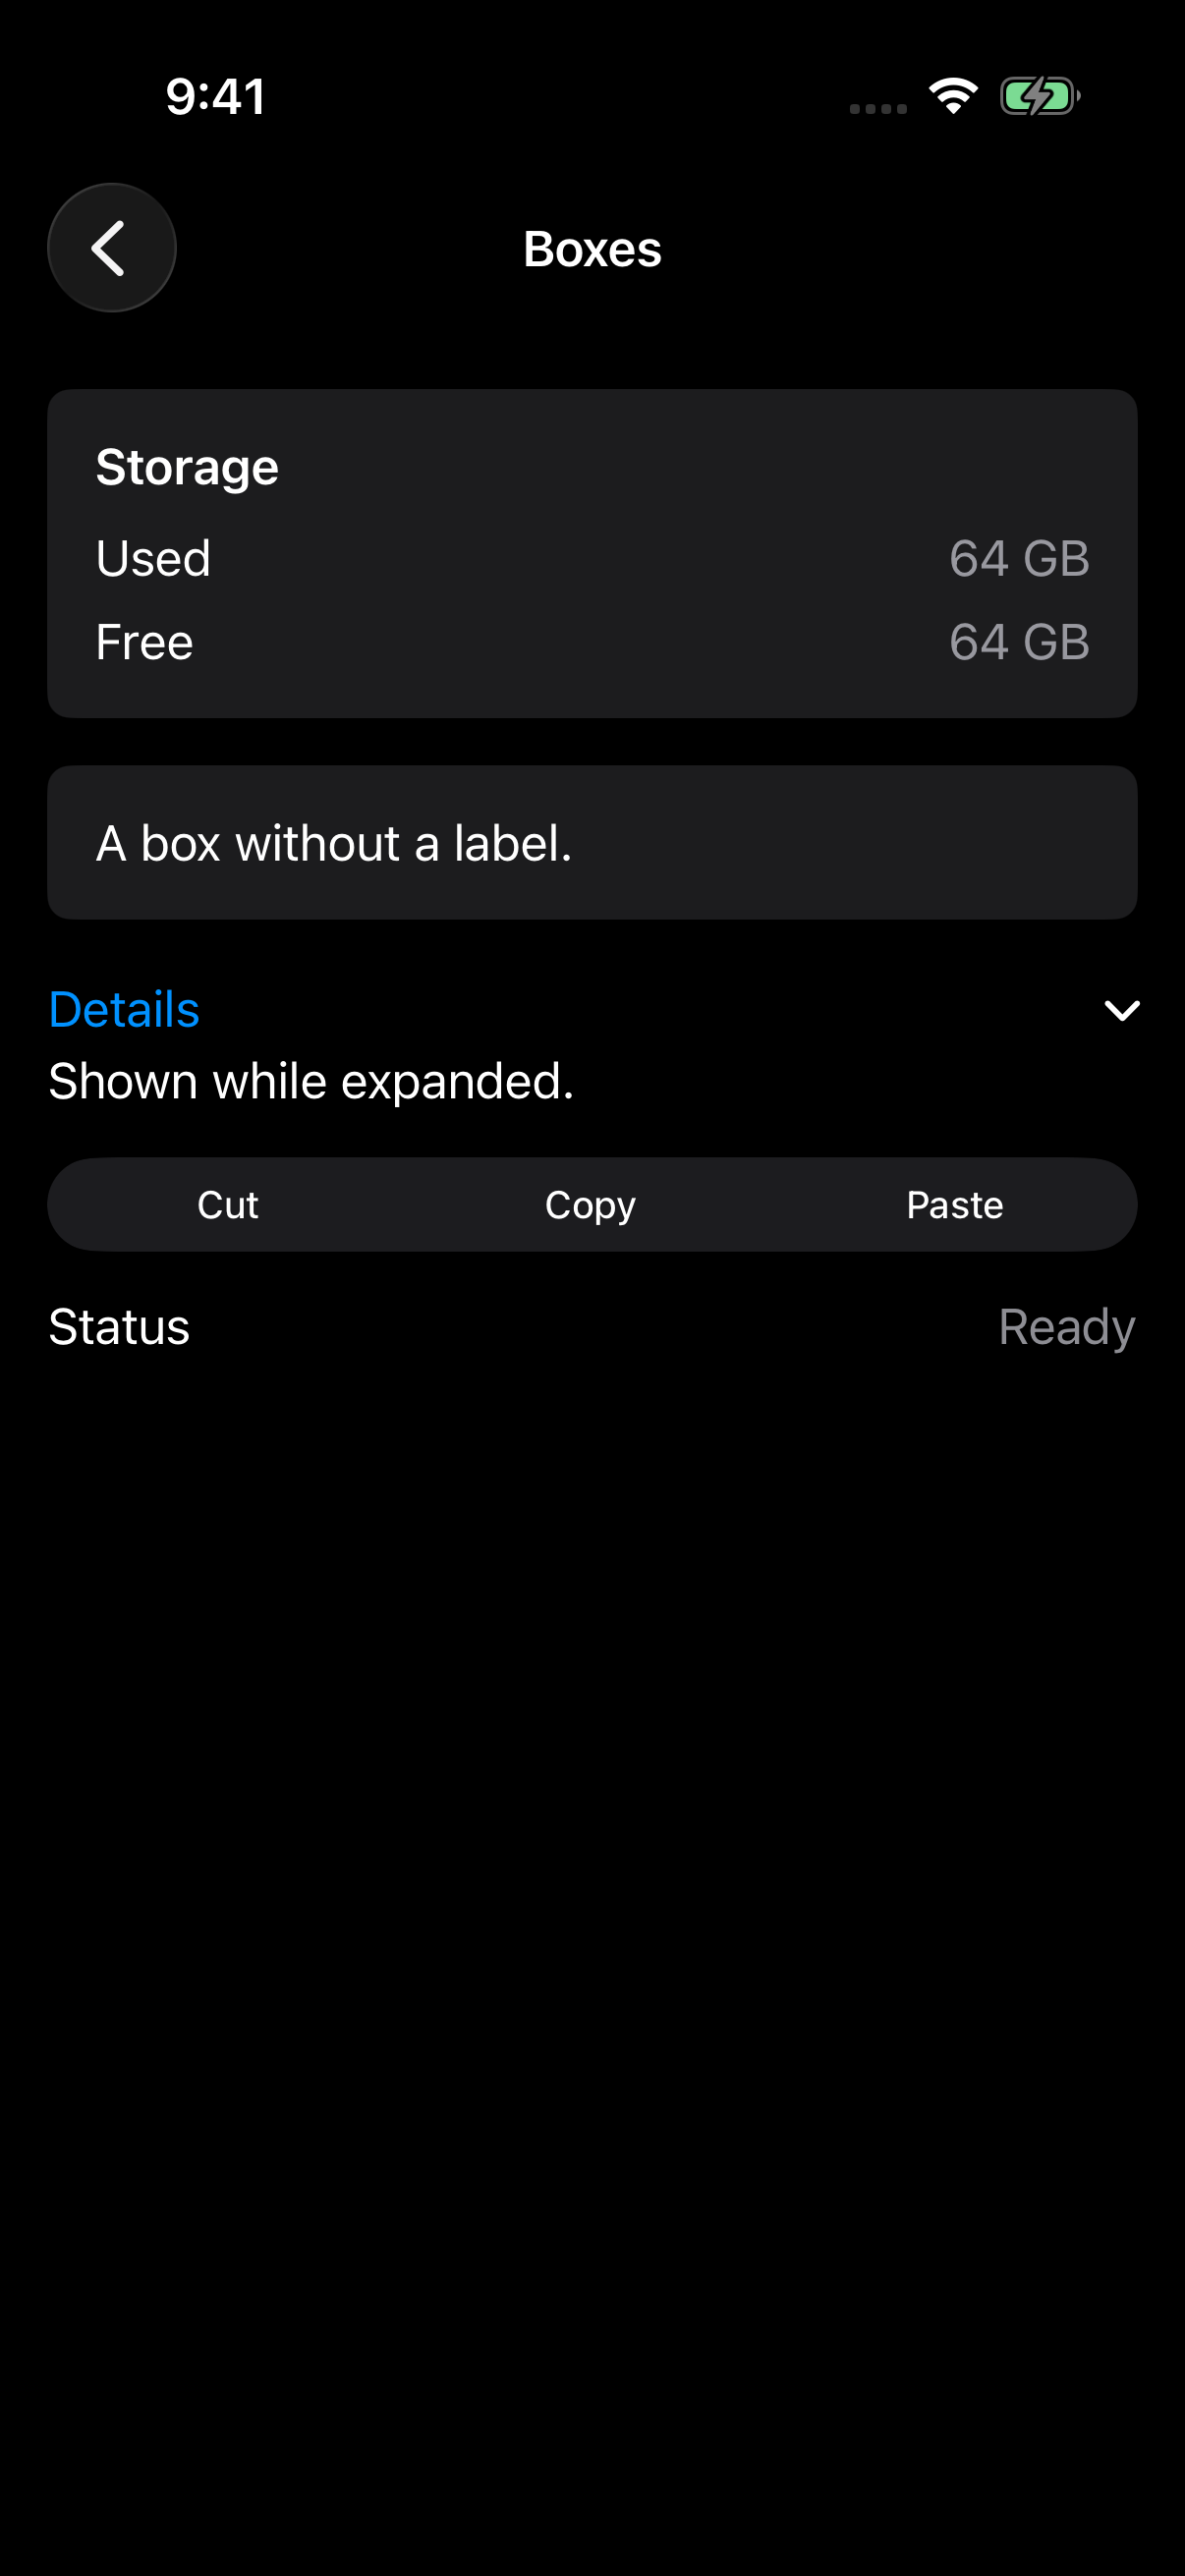 9:41
Boxes
Storage
Used 64 GB
Free 64 GB
A box without a label.
Details
Shown while expanded.
Cut Copy Paste
Status Ready